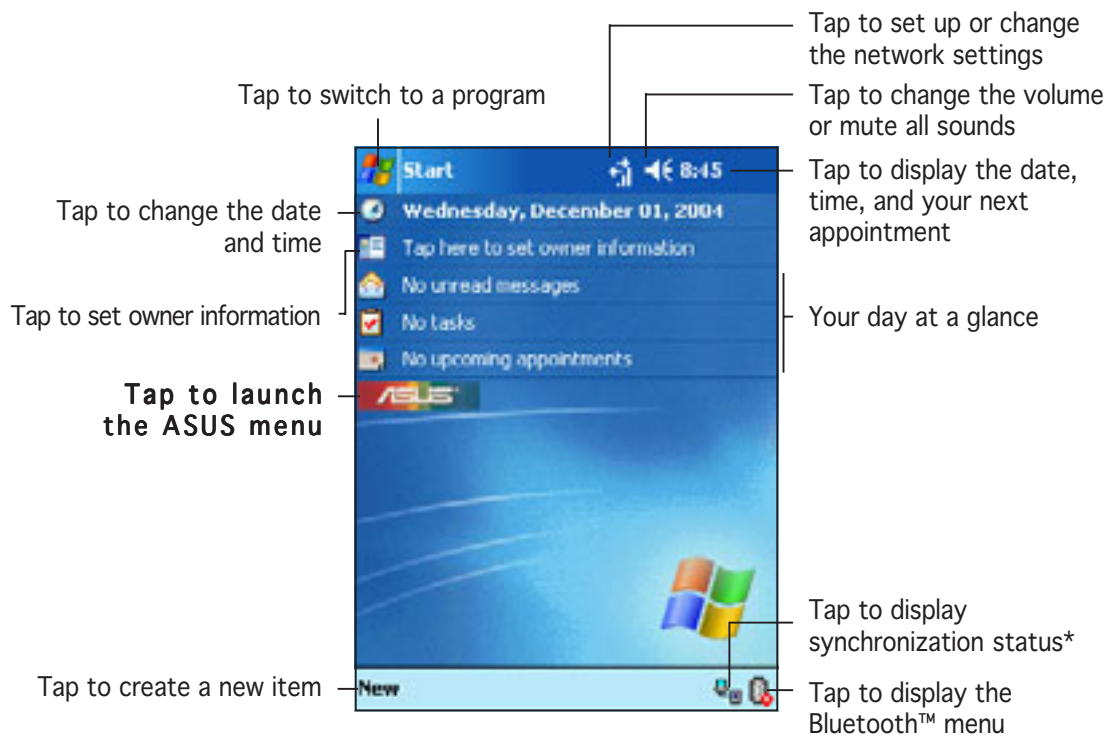 Tap to set up or change
the network settings
Tap to switch to a program
Tap to change the volume
or mute all sounds
Start
8:45
Tap to display the date,
time, and your next
appointment
Tap to change the date
and time
Wednesday, December 01, 2004
Tap here to set owner information
Tap to set owner information
No unread messages
No tasks
No upcoming appointments
Your day at a glance
Tap to launch
the ASUS menu
ASUS
Tap to display
synchronization status*
Tap to create a new item
New
Tap to display the
Bluetooth™ menu